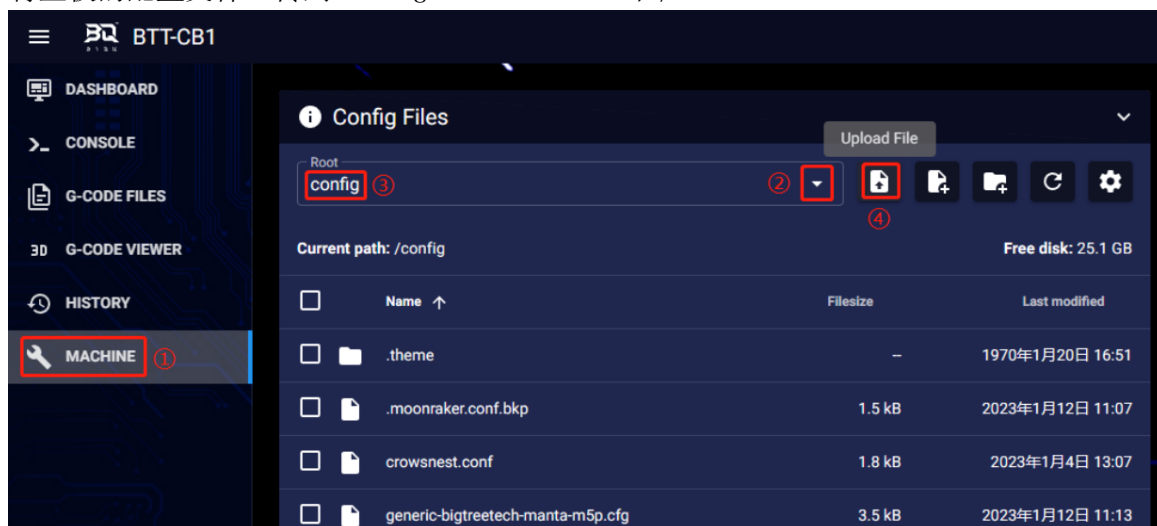 BQ BTT-CB1
DASHBOARD
CONSOLE
G-CODE FILES
3D G-CODE VIEWER
HISTORY
MACHINE ①
Config Files
Upload File
Root
config ③
②
④
Current path: /config Free disk: 25.1 GB
Name ↑ Filesize Last modified
.theme -- 1970年1月20日 16:51
.moonraker.conf.bkp 1.5 kB 2023年1月12日 11:07
crowsnest.conf 1.8 kB 2023年1月4日 13:07
generic-bigtreetech-manta-m5p.cfg 3.5 kB 2023年1月12日 11:13